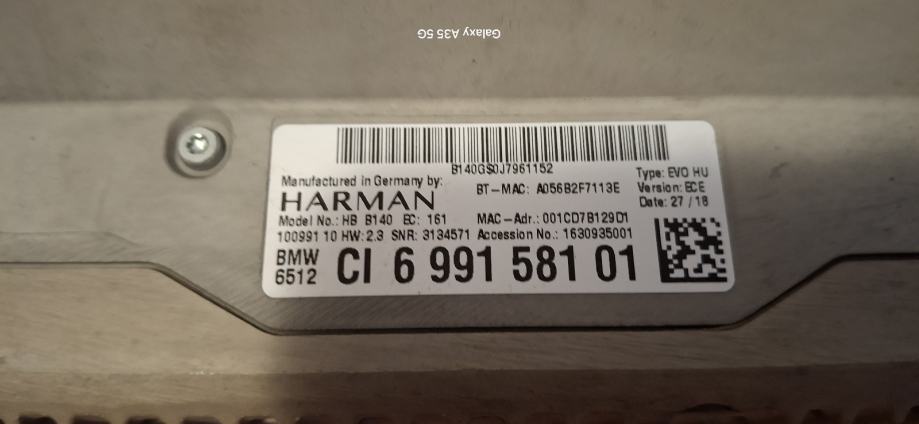 Galaxy A35 5G
B140GS0J7961152
Manufactured in Germany by:
HARMAN
BT-MAC: A056B2F7113E
Type: EVO HU
Version: ECE
Date: 27 / 18
Model No.: HB B140 EC: 161
MAC-Adr.: 001CD7B129D1
100991 10 HW: 2.3 SNR: 3134571 Accession No.: 1630935001
BMW
6512
CI 6 991 581 01